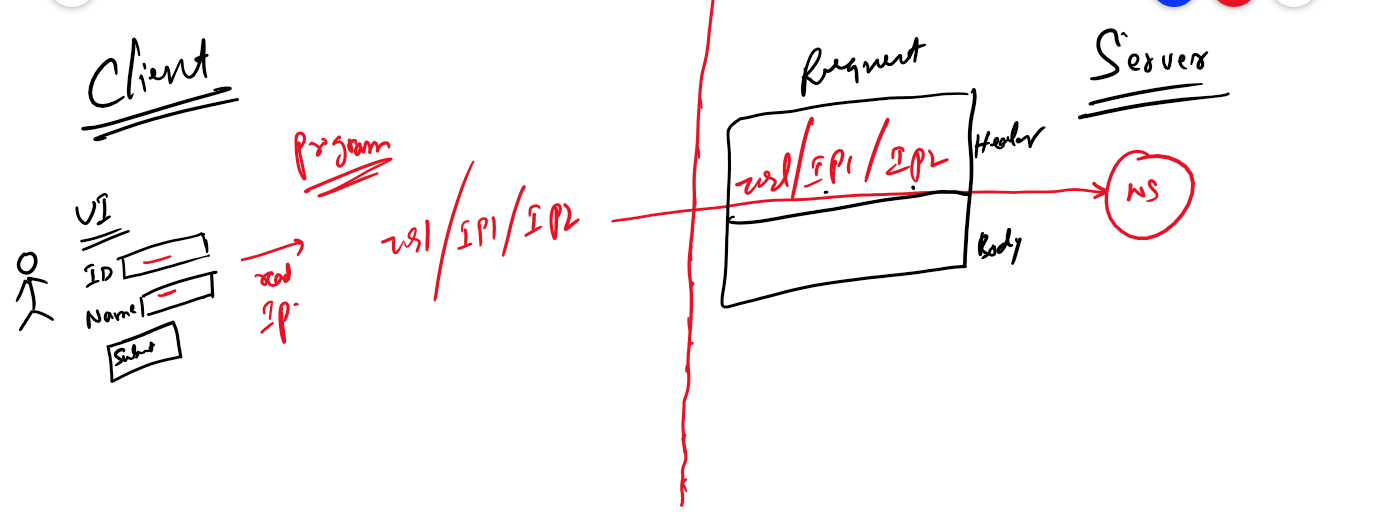 Client
Request
Server
Program
url/IP1/IP2
Header
UI
ID
url/IP1/IP2
WS
read
Ip
Name
Body
Submit